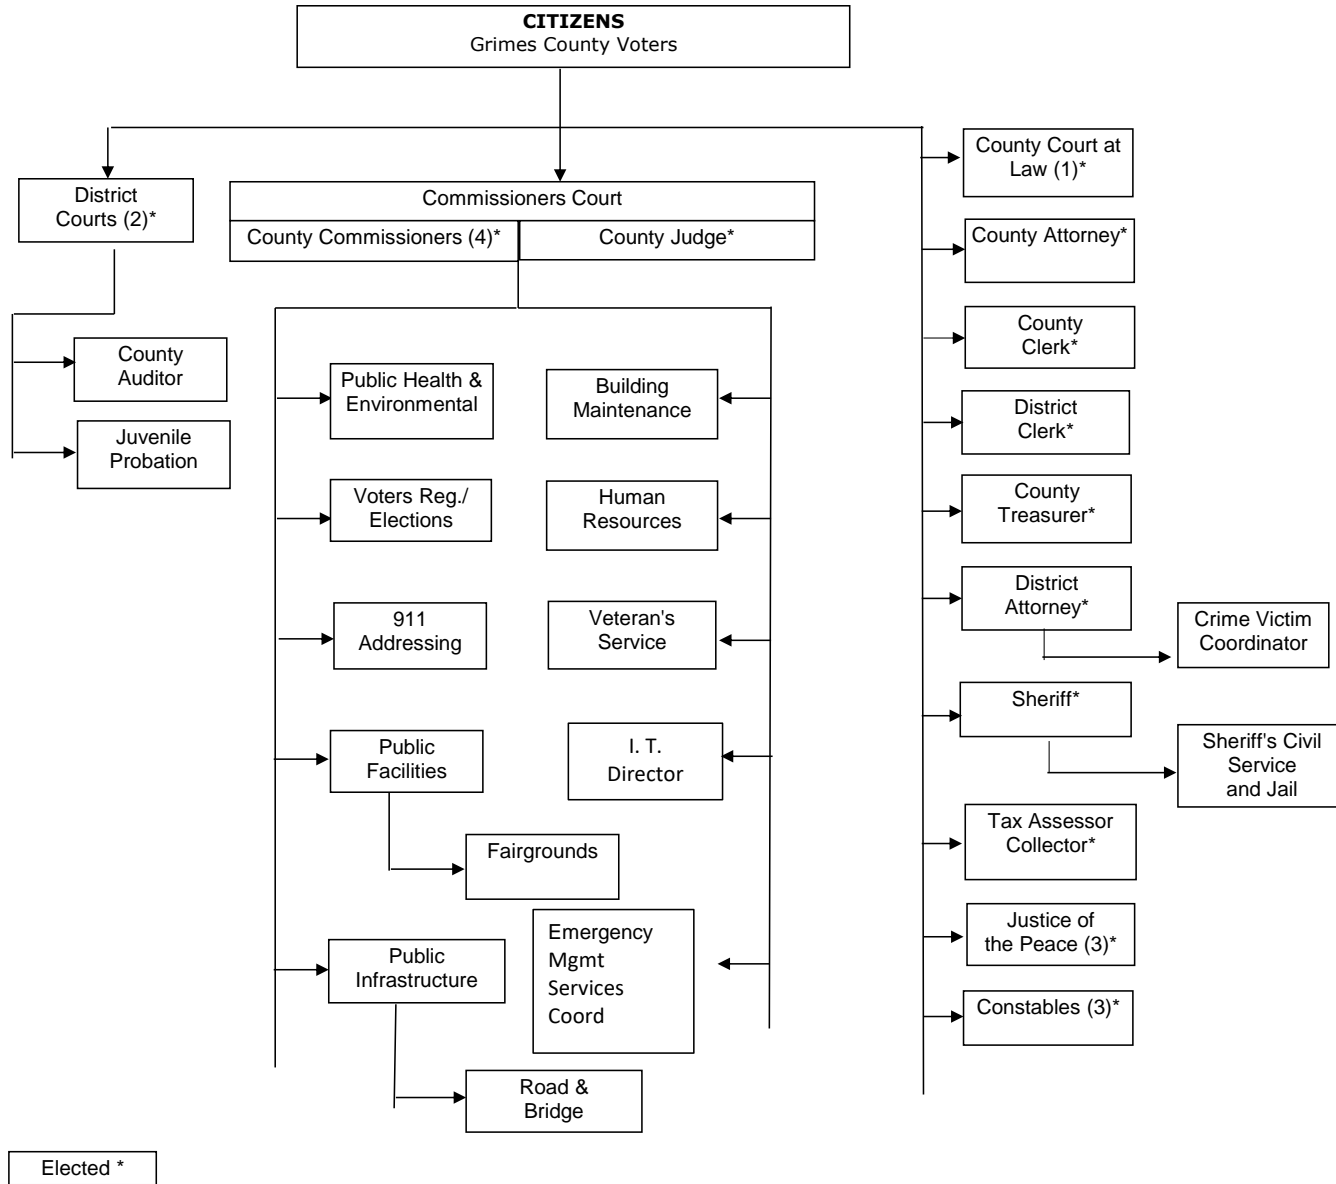 CITIZENS
Grimes County Voters
District
Courts (2)*
County
Auditor
Juvenile
Probation
Commissioners Court
County Commissioners (4)*
County Judge*
Public Health &
Environmental
Building
Maintenance
Voters Reg./
Elections
Human
Resources
911
Addressing
Veteran's
Service
Public
Facilities
I. T.
Director
Fairgrounds
Public
Infrastructure
Emergency
Mgmt
Services
Coord
Road &
Bridge
County Court at
Law (1)*
County Attorney*
County
Clerk*
District
Clerk*
County
Treasurer*
District
Attorney*
Crime Victim
Coordinator
Sheriff*
Sheriff's Civil
Service
and Jail
Tax Assessor
Collector*
Justice of
the Peace (3)*
Constables (3)*
Elected *